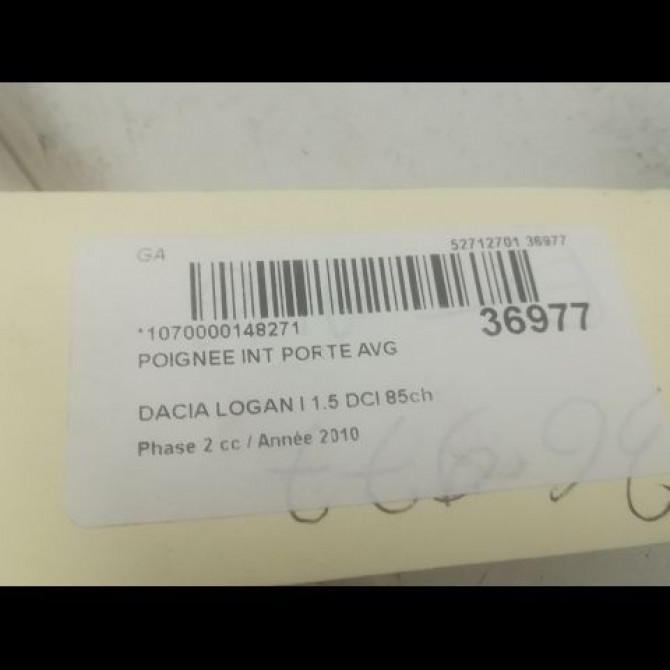 GA
52712701 36977
*1070000148271
36977
POIGNEE INT PORTE AVG
DACIA LOGAN I 1.5 DCI 85ch
Phase 2 cc / Année 2010